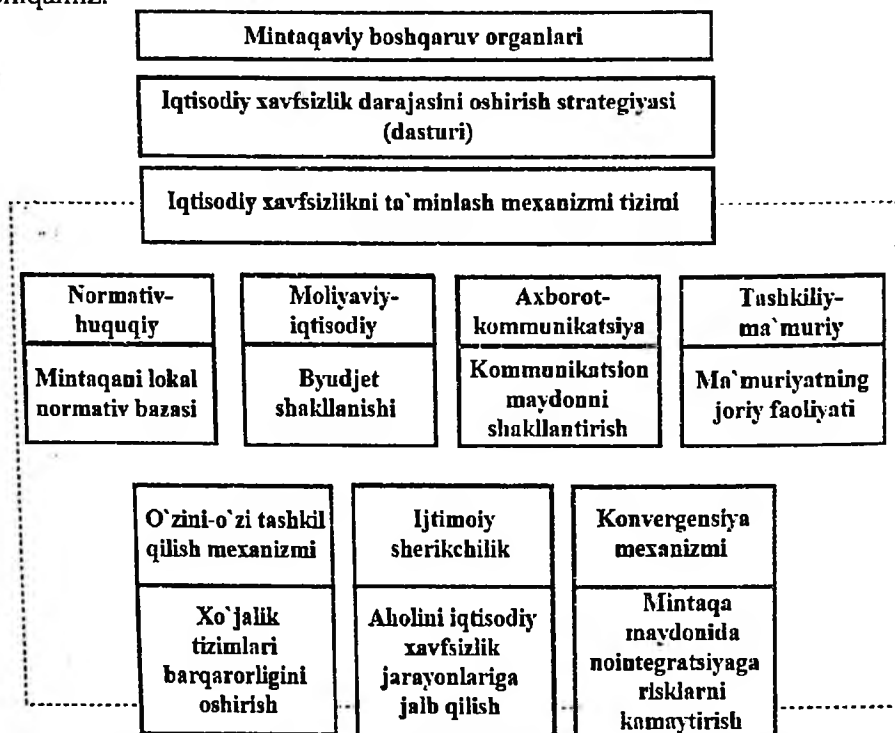 Mintaqaviy boshqaruv organlari
Iqtisodiy xavfsizlik darajasini oshirish strategiyasi
(dasturi)
Iqtisodiy xavfsizlikni ta`minlash mexanizmi tizimi
Normativ-
huquqiy
Mintaqani lokal
normativ bazasi
Moliyaviy-
iqtisodiy
Byudjet
shakllanishi
Axborot-
kommunikatsiya
Kommunikatsion
maydonni
shakllantirish
Tashkiliy-
ma`muriy
Ma`muriyatning
joriy faoliyati
O`zini-o`zi tashkil
qilish mexanizmi
Xo`jalik
tizimlari
barqarorligini
oshirish
Ijtimoiy
sherikchilik
Aholini iqtisodiy
xavfsizlik
jarayonlariga
jalb qilish
Konvergensiya
mexanizmi
Mintaqa
maydonida
nointegratsiyaga
risklarni
kamaytirish